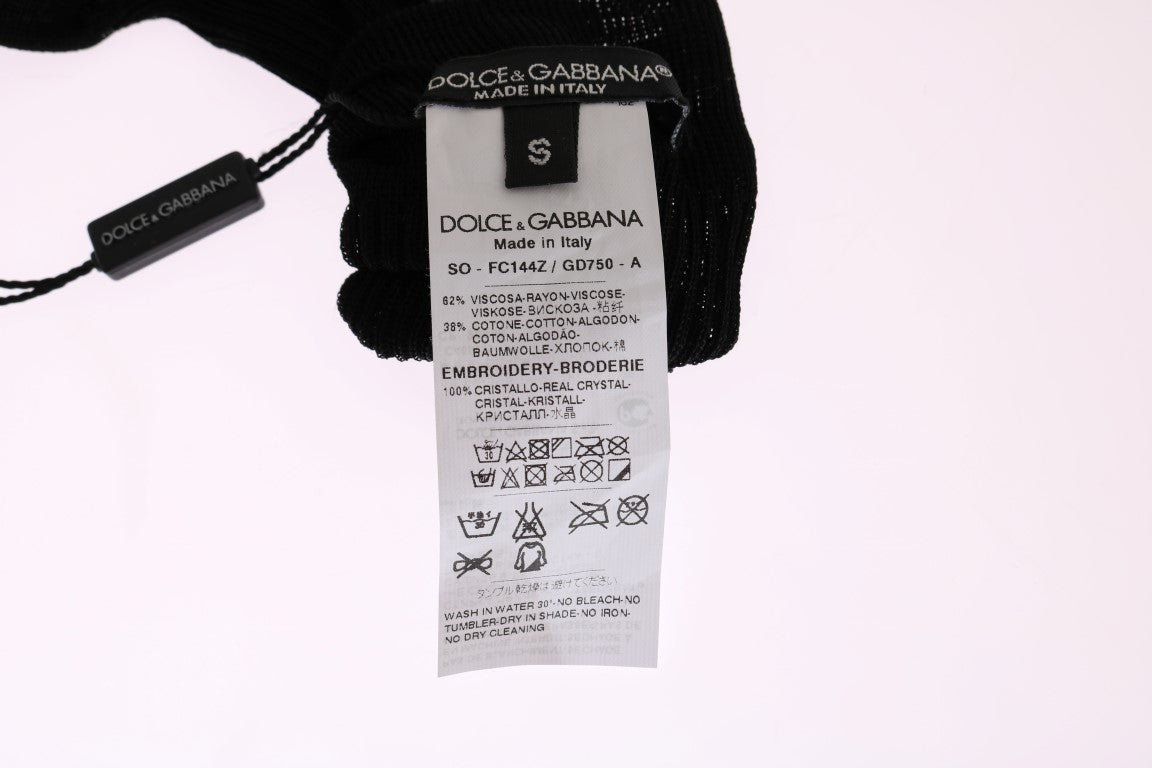 DOLCE & GABBANA®
MADE IN ITALY
S
DOLCE & GABBANA
DOLCE & GABBANA
Made in Italy
SO - FC144Z / GD750 - A
62% VISCOSA-RAYON-VISCOSE-
VISKOSE-ВИСКОЗА-粘纤
38% COTONE-COTTON-ALGODON-
COTON-ALGODÃO-
BAUMWOLLE-ХЛОПОК-棉
EMBROIDERY-BRODERIE
100% CRISTALLO-REAL CRYSTAL-
CRISTAL-KRISTALL-
КРИСТАЛЛ-水晶
30
30
タンブル乾燥は避けてください
WASH IN WATER 30°-NO BLEACH-NO
TUMBLER-DRY IN SHADE-NO IRON-
NO DRY CLEANING